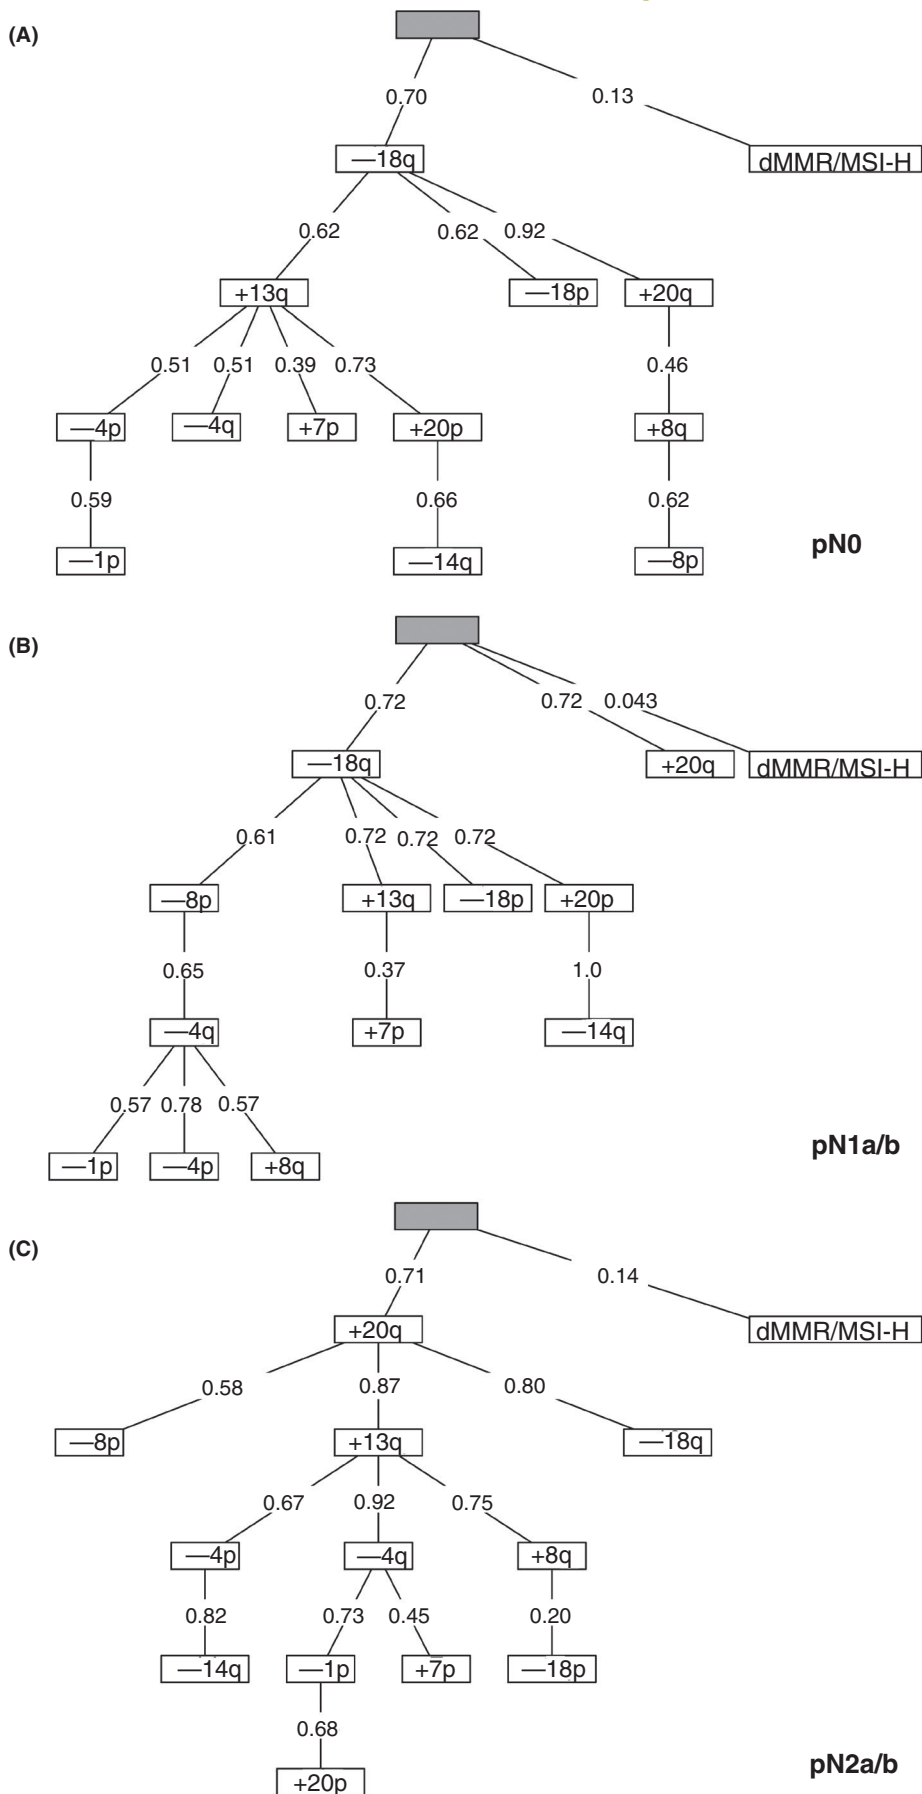 (A)
0.70
0.13
—18q
dMMR/MSI-H
0.62
0.62
0.92
+13q
—18p
+20q
0.51
0.51
0.39
0.73
0.46
—4p
—4q
+7p
+20p
+8q
0.59
0.66
0.62
—1p
—14q
—8p
pN0
(B)
0.72
0.72
0.043
—18q
+20q
dMMR/MSI-H
0.61
0.72
0.72
0.72
—8p
+13q
—18p
+20p
0.65
0.37
1.0
—4q
+7p
—14q
0.57
0.78
0.57
—1p
—4p
+8q
pN1a/b
(C)
0.71
0.14
+20q
dMMR/MSI-H
0.58
0.87
0.80
—8p
+13q
—18q
0.67
0.92
0.75
—4p
—4q
+8q
0.82
0.73
0.45
0.20
—14q
—1p
+7p
—18p
0.68
+20p
pN2a/b